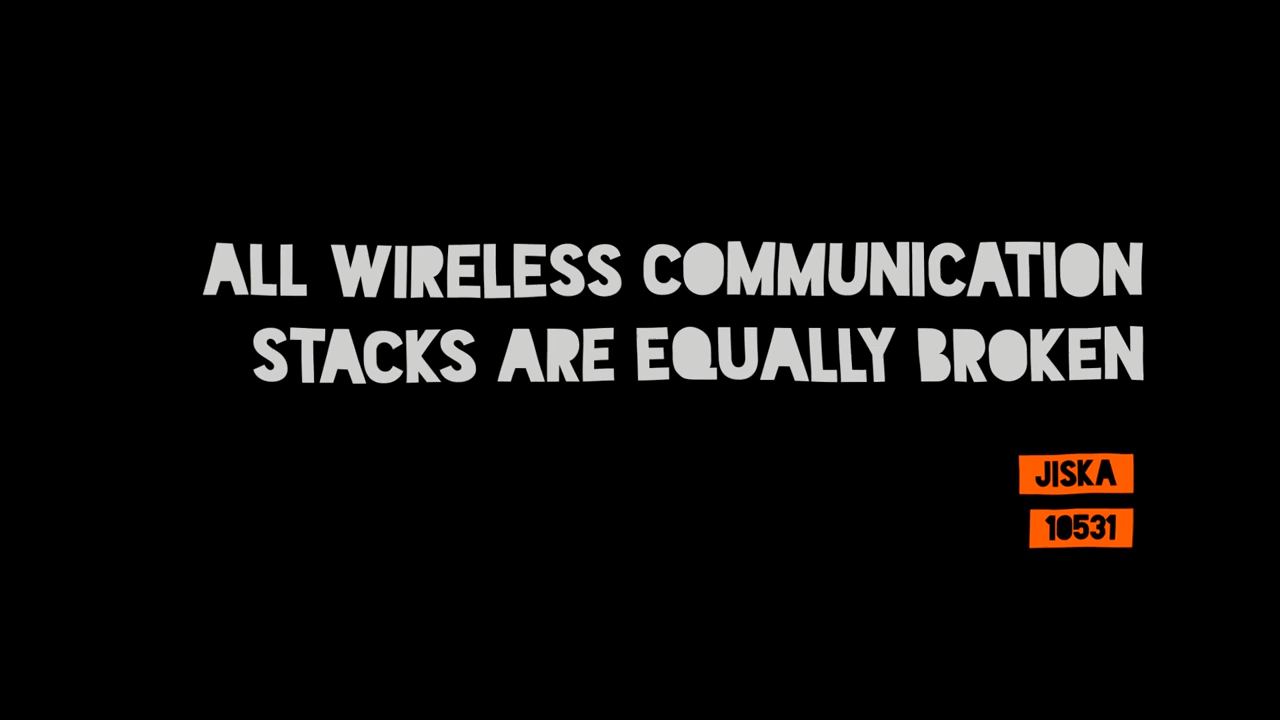 ALL WIRELESS COMMUNICATION
STACKS ARE EQUALLY BROKEN
JISKA
10531